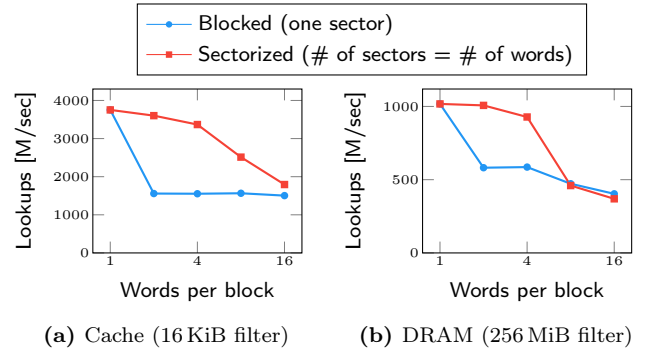 Blocked (one sector)
Sectorized (# of sectors = # of words)
Lookups [M/sec]
4000
3000
2000
1000
0
1
4
16
Words per block
(a) Cache (16 KiB filter)
Lookups [M/sec]
1000
500
0
1
4
16
Words per block
(b) DRAM (256 MiB filter)